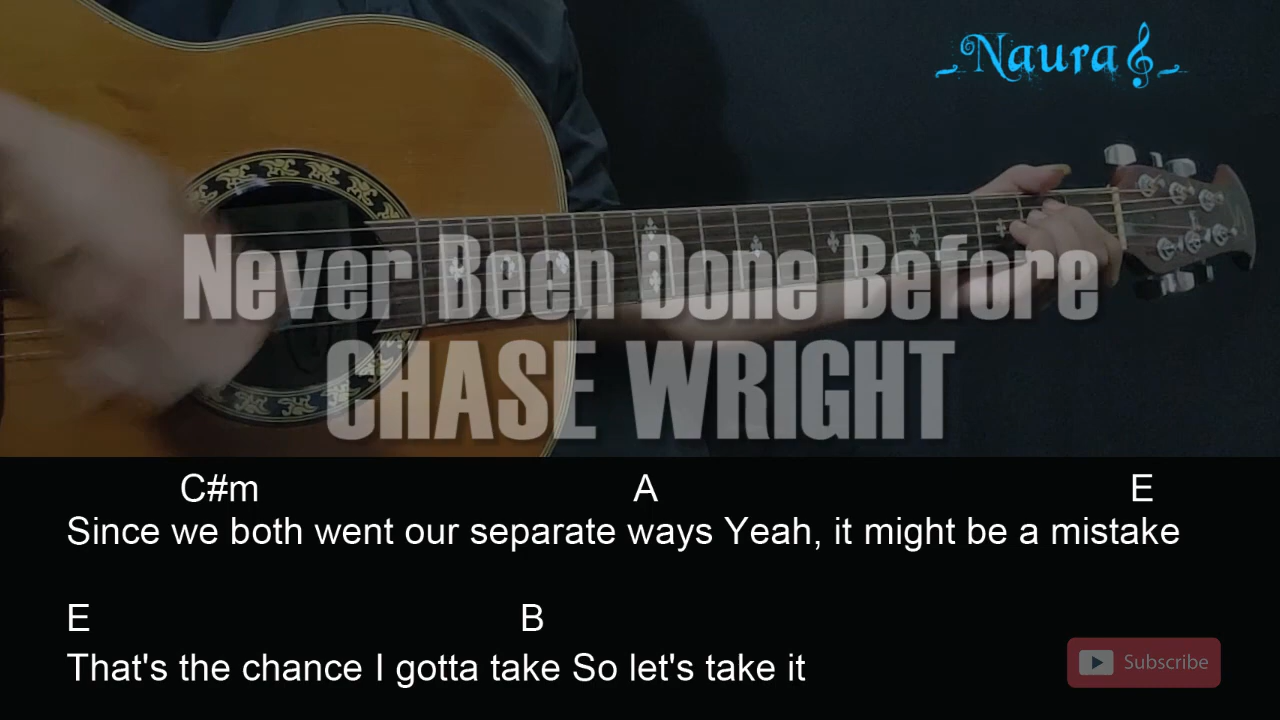 Naura
Never Been Done Before
CHASE WRIGHT
C#m A E
Since we both went our separate ways Yeah, it might be a mistake
E B
That's the chance I gotta take So let's take it
Subscribe